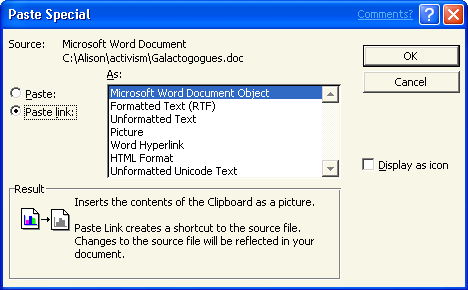 Paste Special
Comments?
Source: Microsoft Word Document
C:\Alison\activism\Galactogogues.doc
As:
OK
Cancel
Paste:
Paste link:
Microsoft Word Document Object
Formatted Text (RTF)
Unformatted Text
Picture
Word Hyperlink
HTML Format
Unformatted Unicode Text
Display as icon
Result
Inserts the contents of the Clipboard as a picture.
Paste Link creates a shortcut to the source file.
Changes to the source file will be reflected in your
document.